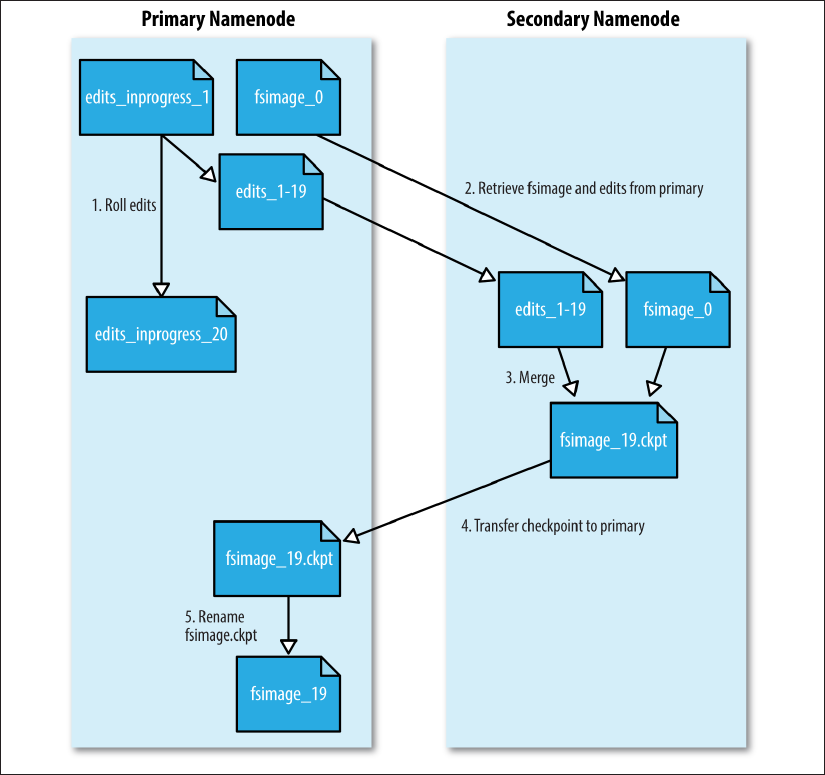 Primary Namenode
Secondary Namenode
edits_inprogress_1
fsimage_0
edits_1-19
1. Roll edits
2. Retrieve fsimage and edits from primary
edits_inprogress_20
edits_1-19
fsimage_0
3. Merge
fsimage_19.ckpt
4. Transfer checkpoint to primary
fsimage_19.ckpt
5. Rename
fsimage.ckpt
fsimage_19